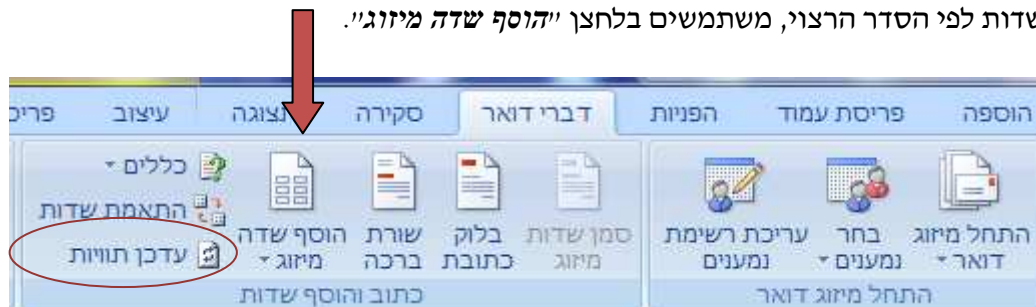 שדות לפי הסדר הרצוי, משתמשים בלחצן "הוסף שדה מיזוג".
הוספה פריסת עמוד הפניות דברי דואר סקירה תצוגה עיצוב
התחל מיזוג דואר
בחר נמענים
עריכת רשימת נמענים
סמן שדות מיזוג
בלוק כתובת
שורת ברכה
הוסף שדה מיזוג
כללים
התאמת שדות
עדכן תוויות
התחל מיזוג דואר
כתוב והוסף שדות